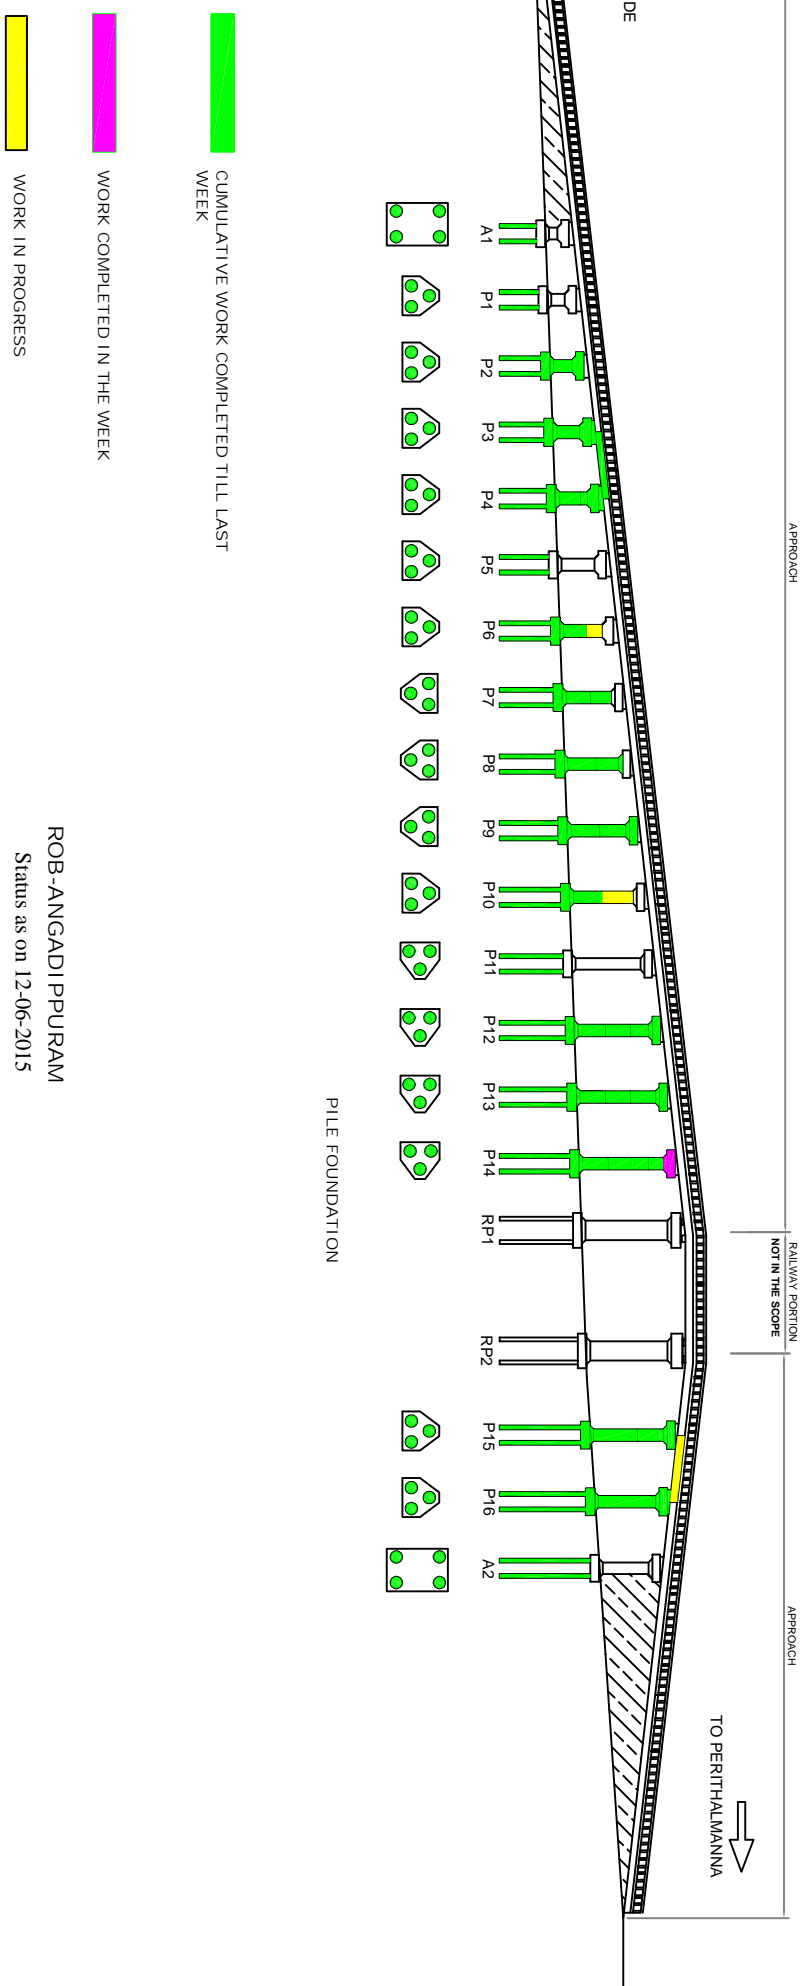 DE
APPROACH
RAILWAY PORTION
NOT IN THE SCOPE
APPROACH
TO PERITHALMANNA
A1
P1
P2
P3
P4
P5
P6
P7
P8
P9
P10
P11
P12
P13
P14
RP1
RP2
P15
P16
A2
PILE FOUNDATION
CUMULATIVE WORK COMPLETED TILL LAST
WEEK
WORK COMPLETED IN THE WEEK
WORK IN PROGRESS
ROB-ANGADIPPURAM
Status as on 12-06-2015